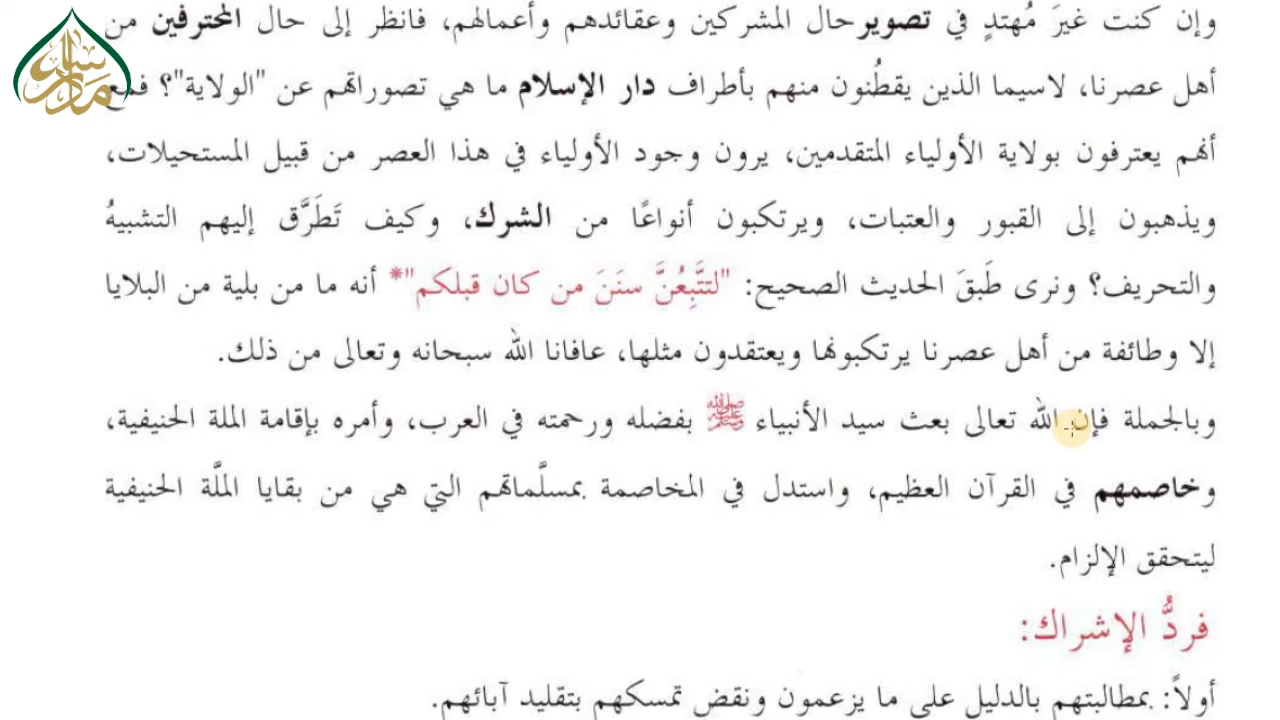 وإن كنت غيرَ مُهتدٍ في تصوير حال المشركين وعقائدهم وأعمالهم، فانظر إلى حال المحترفين من
أهل عصرنا، لاسيما الذين يقطُنون منهم بأطراف دار الإسلام ما هي تصوراتهم عن "الولاية"؟ فمع
أنهم يعترفون بولاية الأولياء المتقدمين، يرون وجود الأولياء في هذا العصر من قبيل المستحيلات،
ويذهبون إلى القبور والعتبات، ويرتكبون أنواعًا من الشرك، وكيف تَطَرَّق إليهم التشبيهُ
والتحريف؟ ونرى طَبقَ الحديث الصحيح: "لتتَّبِعُنَّ سنَنَ من كان قبلكم"* أنه ما من بلية من البلايا
إلا وطائفة من أهل عصرنا يرتكبونها ويعتقدون مثلها، عافانا الله سبحانه وتعالى من ذلك.
وبالجملة فإن الله تعالى بعث سيد الأنبياء ﷺ بفضله ورحمته في العرب، وأمره بإقامة الملة الحنيفية،
وخاصمهم في القرآن العظيم، واستدل في المخاصمة بمسلَّماتهم التي هي من بقايا الملَّة الحنيفية
ليتحقق الإلزام.
فردُّ الإشراك:
أولاً: بمطالبتهم بالدليل على ما يزعمون ونقض تمسكهم بتقليد آبائهم.